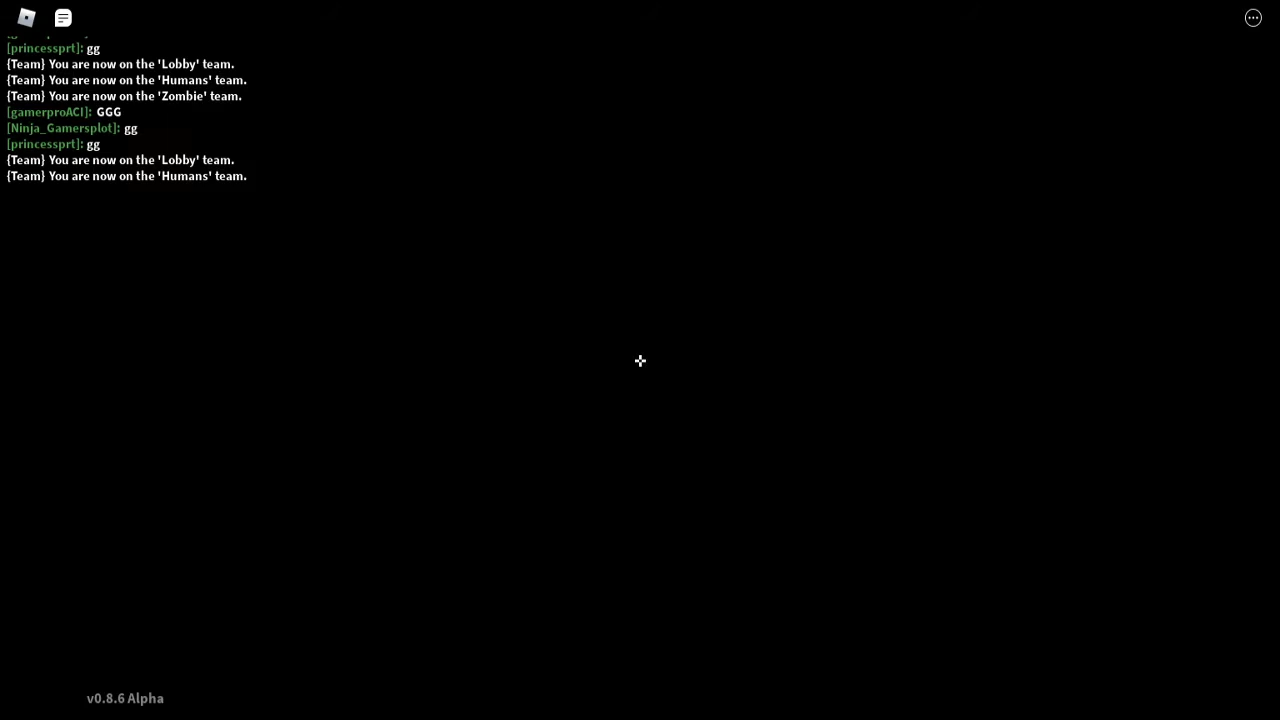 [princessprt]: gg
{Team} You are now on the 'Lobby' team.
{Team} You are now on the 'Humans' team.
{Team} You are now on the 'Zombie' team.
[gamerproACI]: GGG
[Ninja_Gamersplot]: gg
[princessprt]: gg
{Team} You are now on the 'Lobby' team.
{Team} You are now on the 'Humans' team.
v0.8.6 Alpha